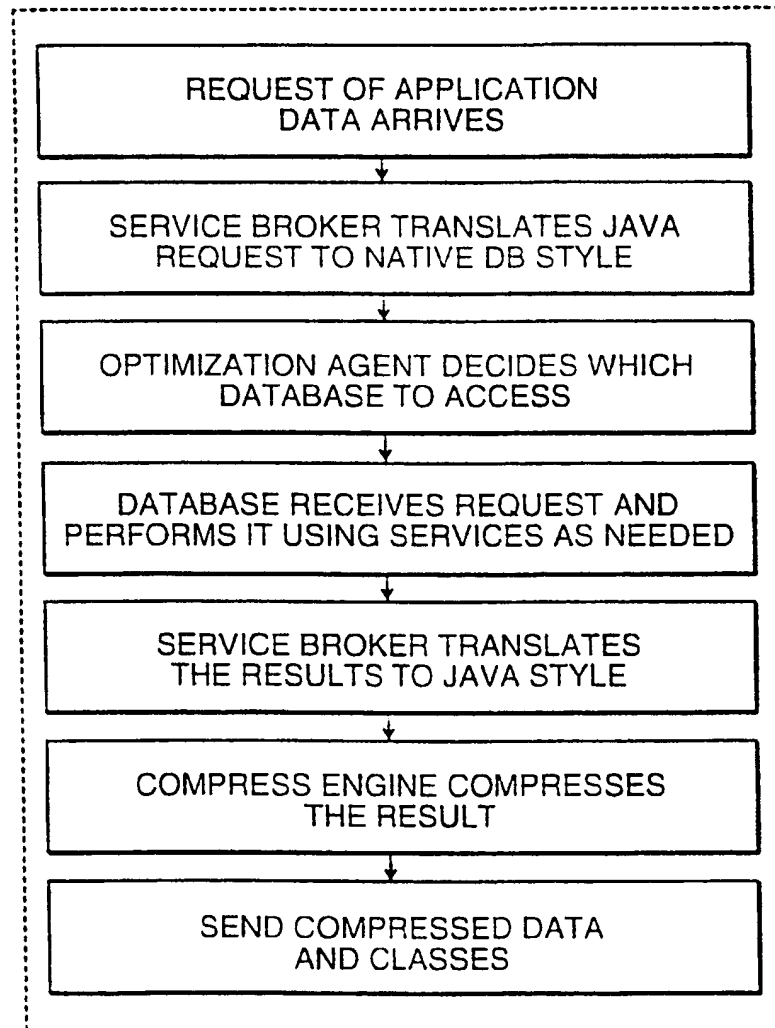 REQUEST OF APPLICATION
DATA ARRIVES
SERVICE BROKER TRANSLATES JAVA
REQUEST TO NATIVE DB STYLE
OPTIMIZATION AGENT DECIDES WHICH
DATABASE TO ACCESS
DATABASE RECEIVES REQUEST AND
PERFORMS IT USING SERVICES AS NEEDED
SERVICE BROKER TRANSLATES
THE RESULTS TO JAVA STYLE
COMPRESS ENGINE COMPRESSES
THE RESULT
SEND COMPRESSED DATA
AND CLASSES